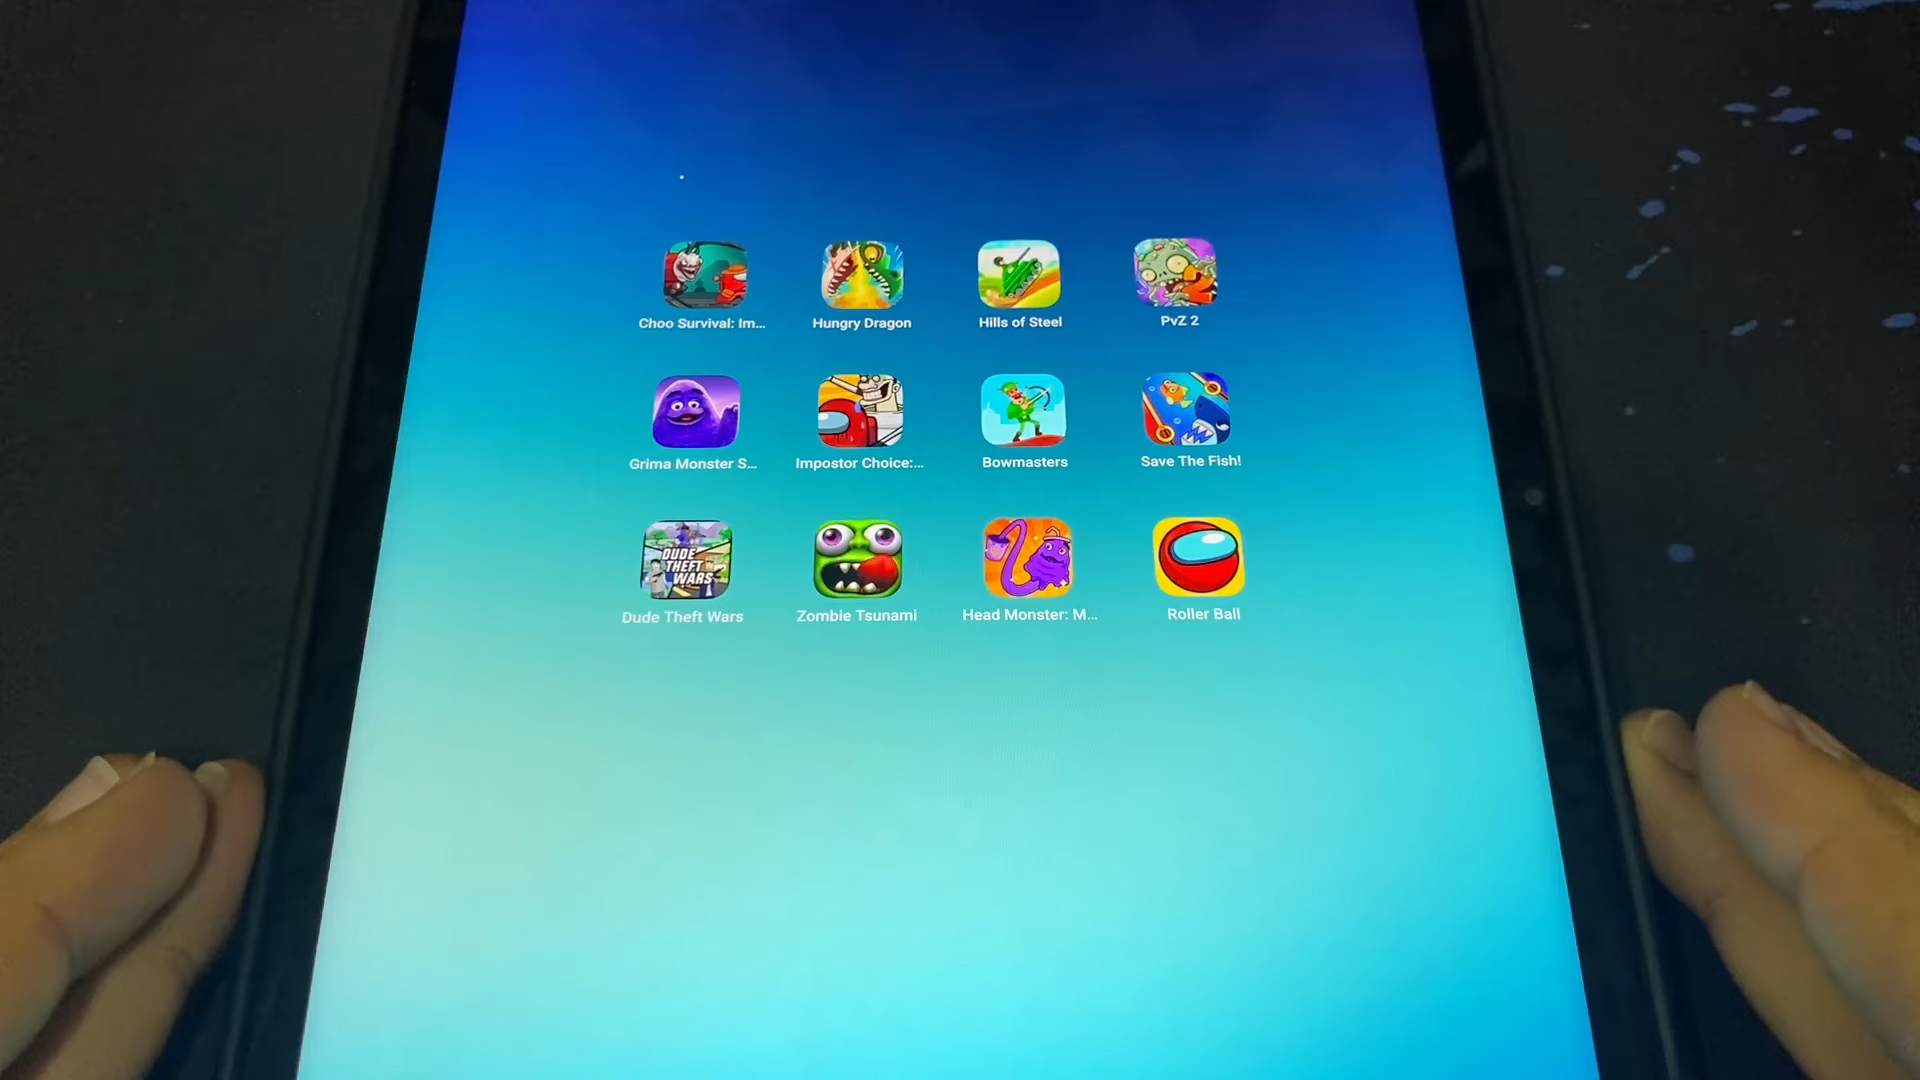 Choo Survival: Im...
Hungry Dragon
Hills of Steel
PvZ 2
Grima Monster S...
Impostor Choice:...
Bowmasters
Save The Fish!
DUDE
THEFT
WARS
Dude Theft Wars
Zombie Tsunami
Head Monster: M...
Roller Ball